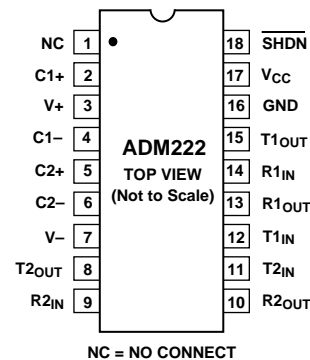 NC 1 18 SHDN
C1+ 2 17 VCC
V+ 3 16 GND
C1– 4 15 T1OUT
ADM222
C2+ 5 TOP VIEW 14 R1IN
C2– 6 (Not to Scale) 13 R1OUT
V– 7 12 T1IN
T2OUT 8 11 T2IN
R2IN 9 10 R2OUT
NC = NO CONNECT